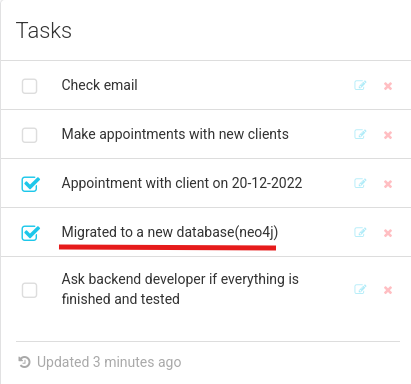 Tasks
Check email
Make appointments with new clients
Appointment with client on 20-12-2022
Migrated to a new database(neo4j)
Ask backend developer if everything is
finished and tested
Updated 3 minutes ago